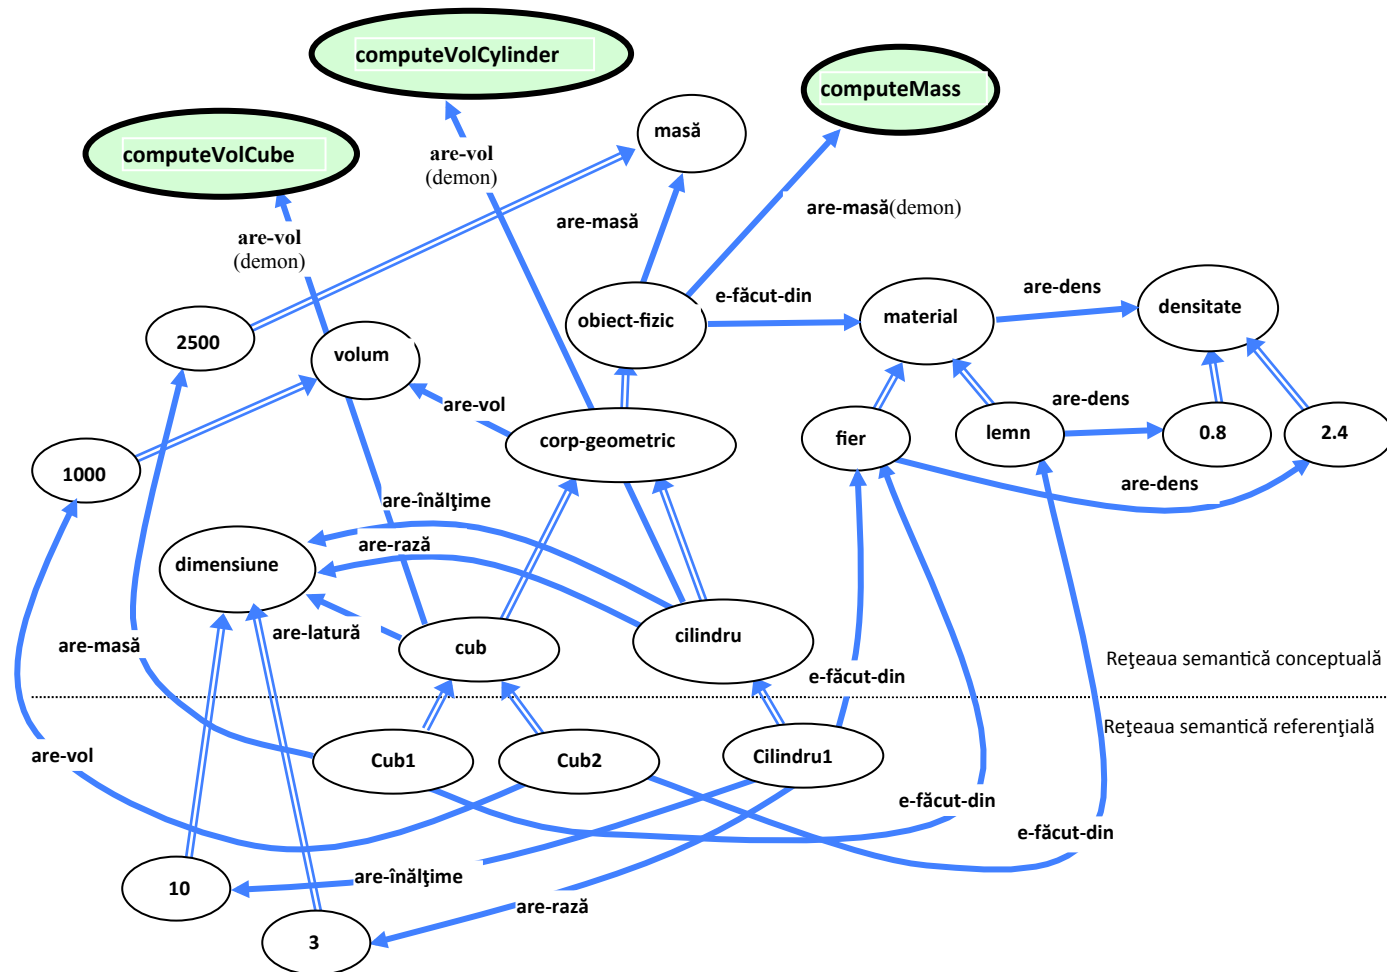 computeVolCylinder
computeMass
computeVolCube
masă
are-vol
(demon)
are-masă(demon)
are-masă
are-vol
(demon)
e-făcut-din
are-dens
obiect-fizic
material
densitate
2500
volum
are-vol
are-dens
corp-geometric
fier
lemn
0.8
2.4
1000
are-dens
are-înălţime
are-rază
dimensiune
are-latură
cub
cilindru
are-masă
e-făcut-din
Reţeaua semantică conceptuală
Reţeaua semantică referenţială
are-vol
Cub1
Cub2
Cilindru1
e-făcut-din
e-făcut-din
10
are-înălţime
are-rază
3